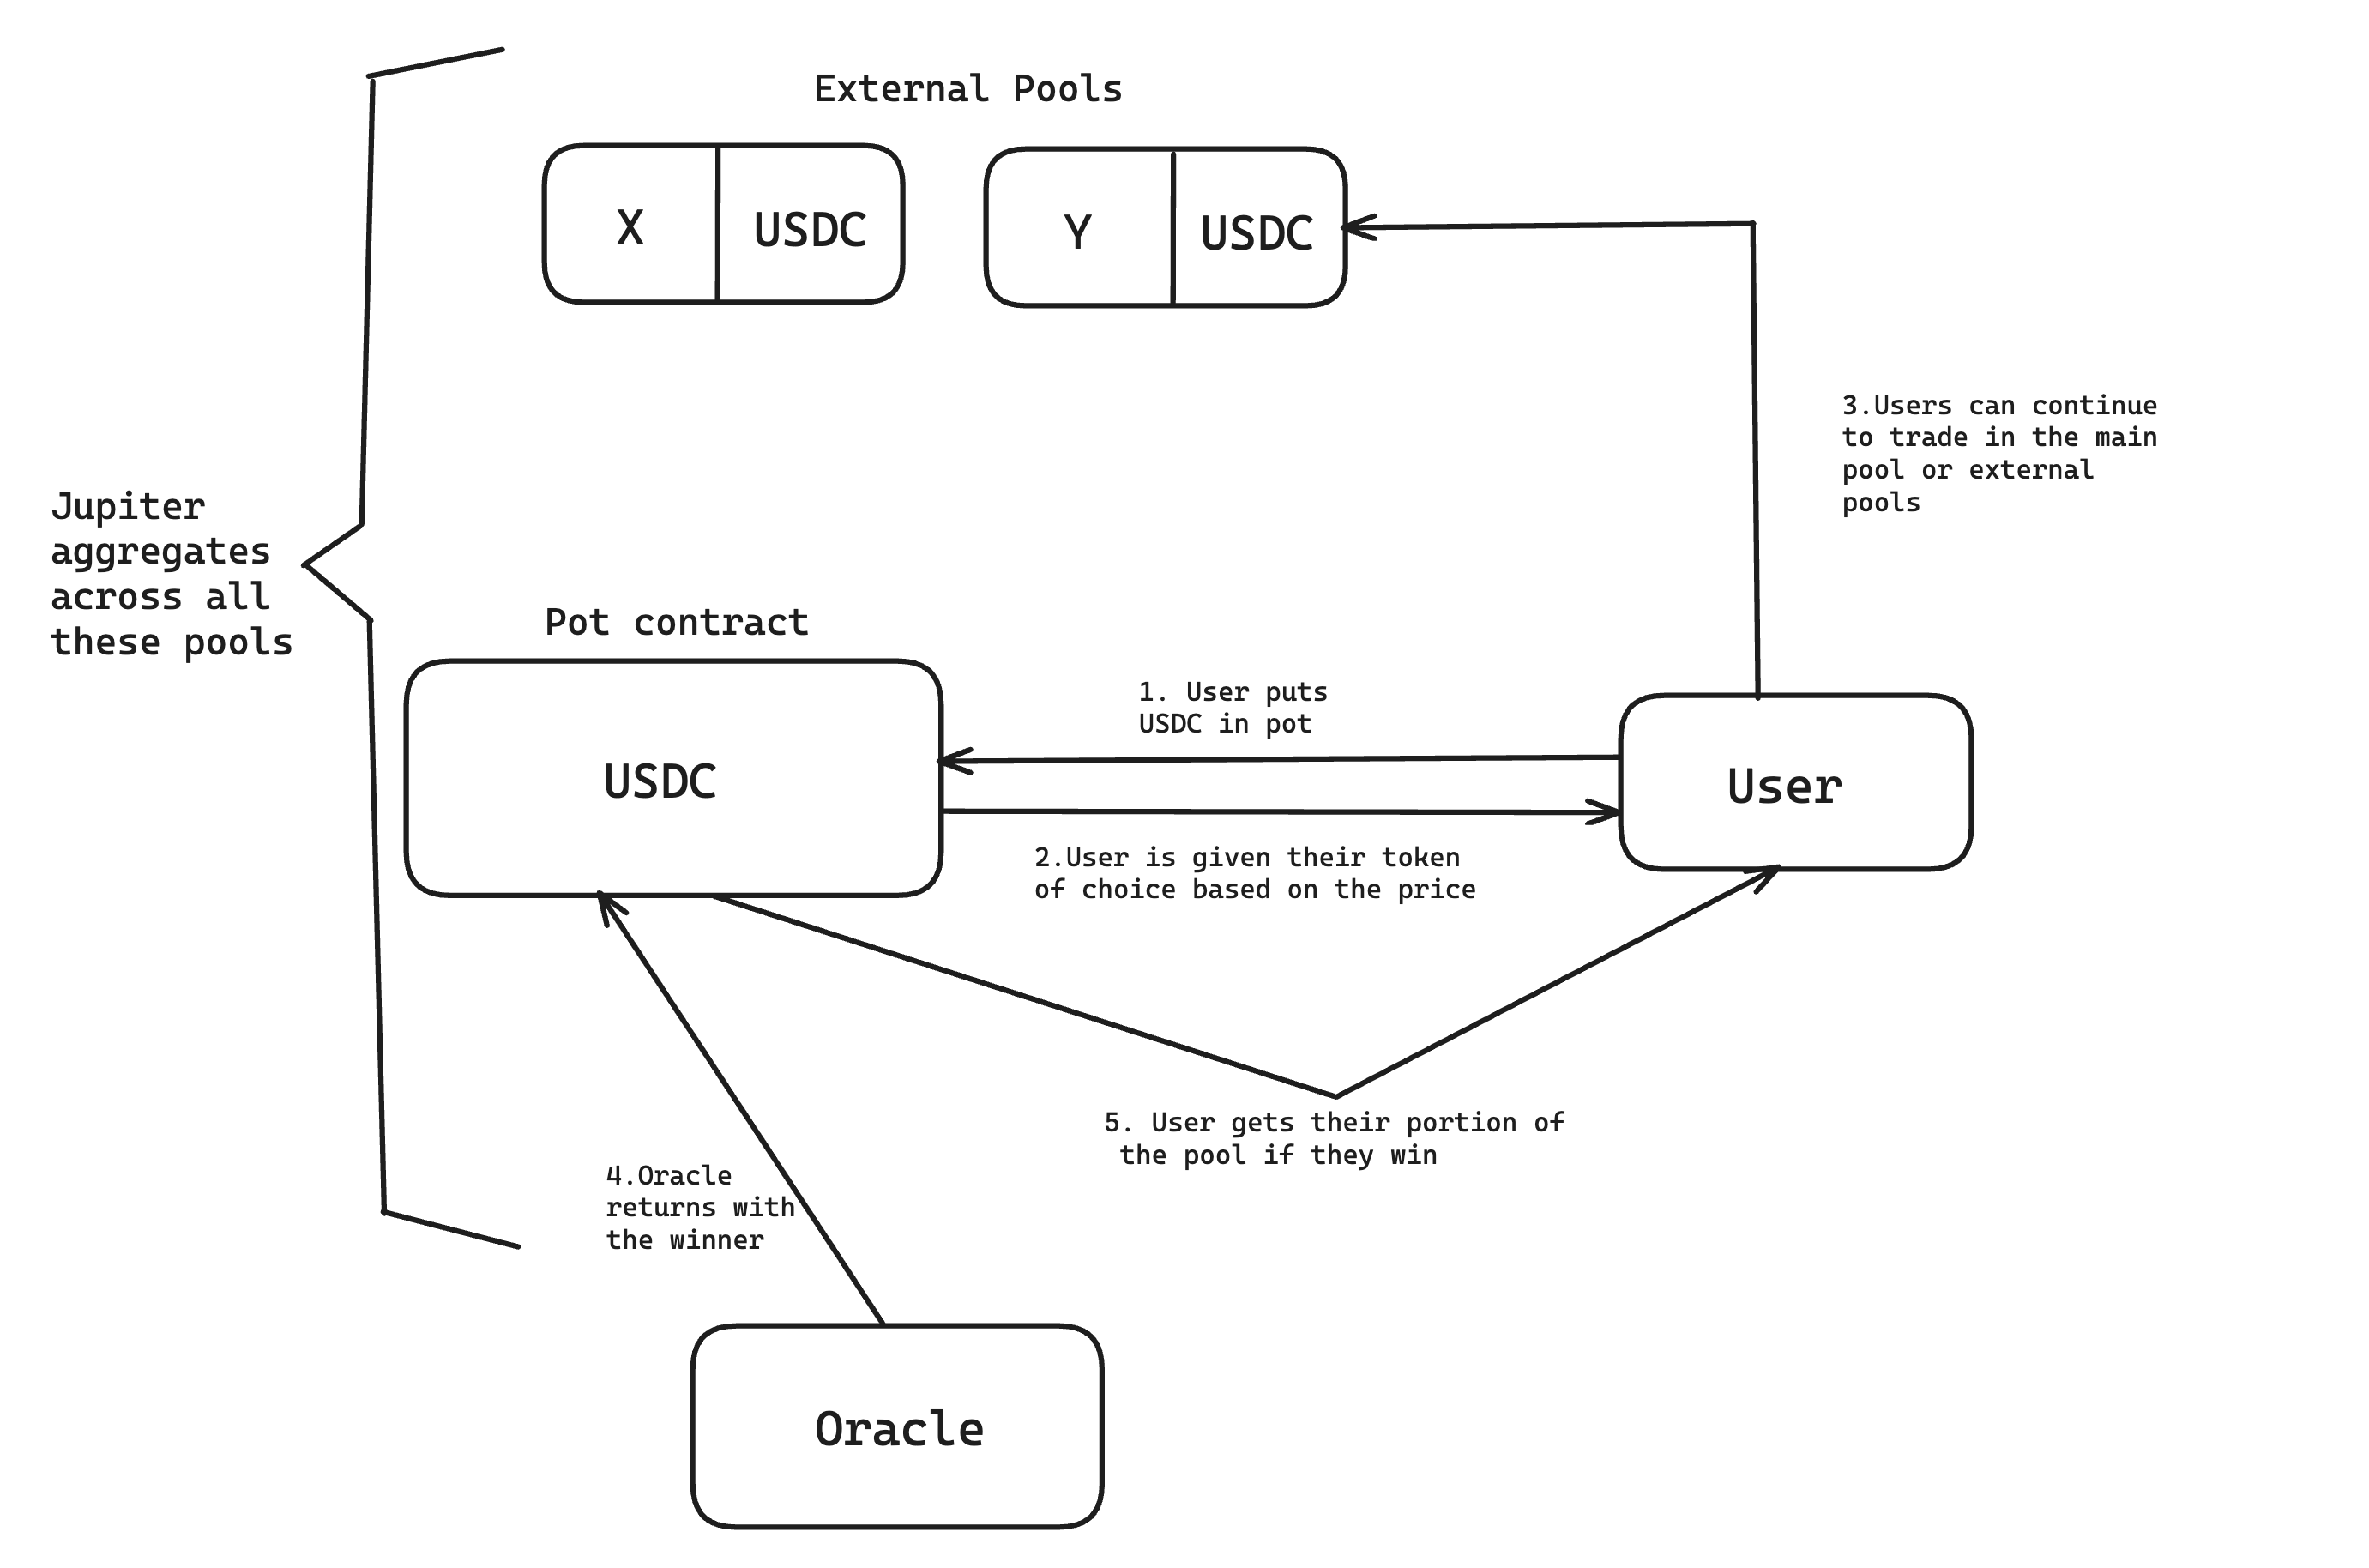 External Pools
X
USDC
Y
USDC
3.Users can continue
to trade in the main
pool or external
pools
Jupiter
aggregates
across all
these pools
Pot contract
USDC
1. User puts
USDC in pot
User
2.User is given their token
of choice based on the price
5. User gets their portion of
the pool if they win
4.Oracle
returns with
the winner
Oracle